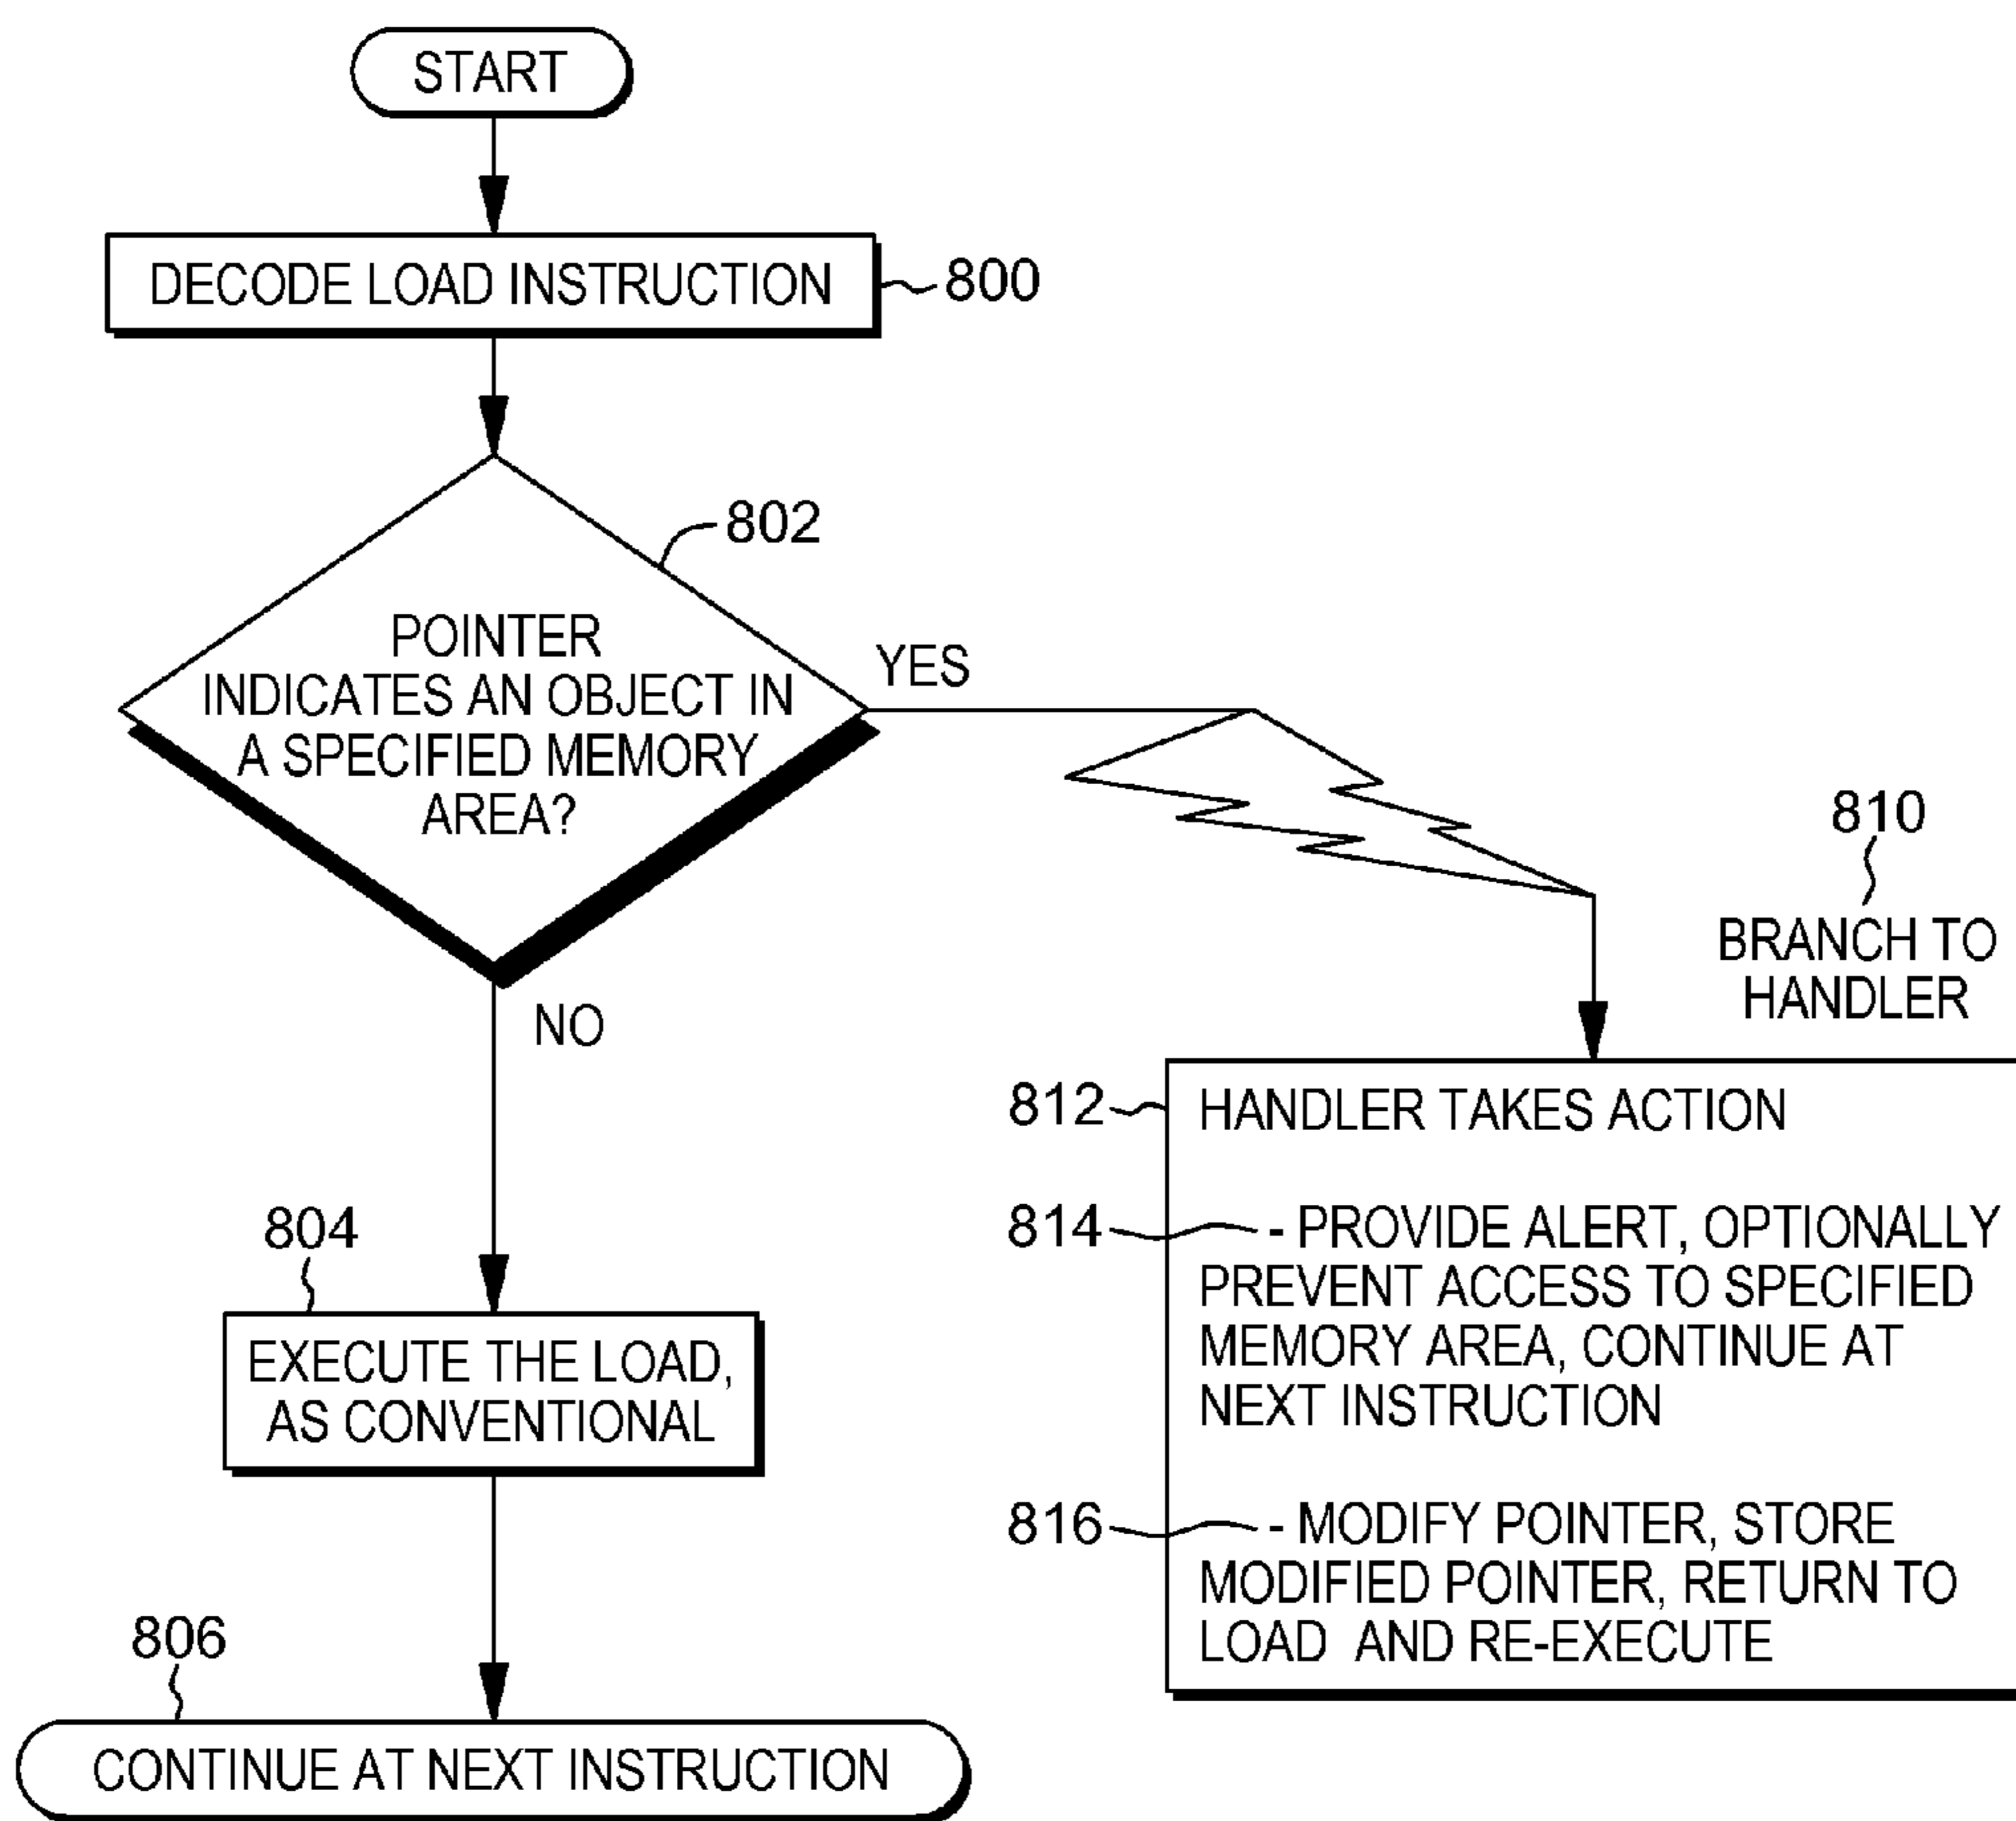 START
DECODE LOAD INSTRUCTION
800
802
POINTER
INDICATES AN OBJECT IN
A SPECIFIED MEMORY
AREA?
YES
NO
810
BRANCH TO
HANDLER
812
HANDLER TAKES ACTION
814
- PROVIDE ALERT, OPTIONALLY
PREVENT ACCESS TO SPECIFIED
MEMORY AREA, CONTINUE AT
NEXT INSTRUCTION
816
- MODIFY POINTER, STORE
MODIFIED POINTER, RETURN TO
LOAD AND RE-EXECUTE
804
EXECUTE THE LOAD,
AS CONVENTIONAL
806
CONTINUE AT NEXT INSTRUCTION